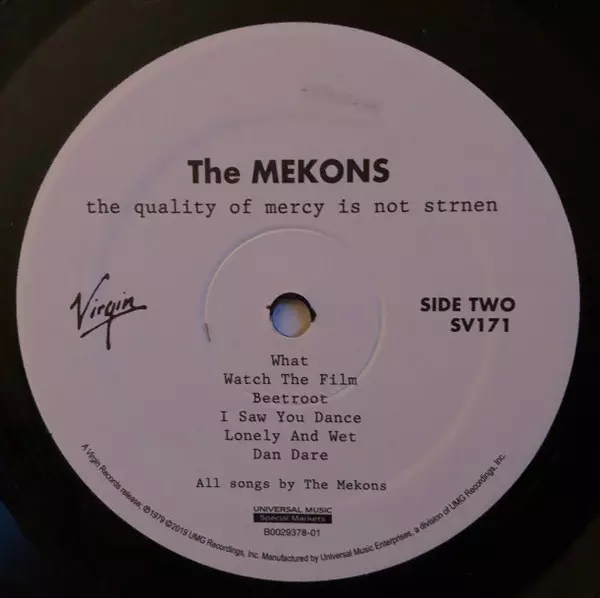 The MEKONS
the quality of mercy is not strnen
Virgin
SIDE TWO
SV171
What
Watch The Film
Beetroot
I Saw You Dance
Lonely And Wet
Dan Dare
All songs by The Mekons
UNIVERSAL MUSIC
Special Markets
B0029378-01
A Virgin Records release, ℗1979 ©2019 UMG Recordings, Inc. Manufactured by Universal Music Enterprises, a division of UMG Recordings, Inc.